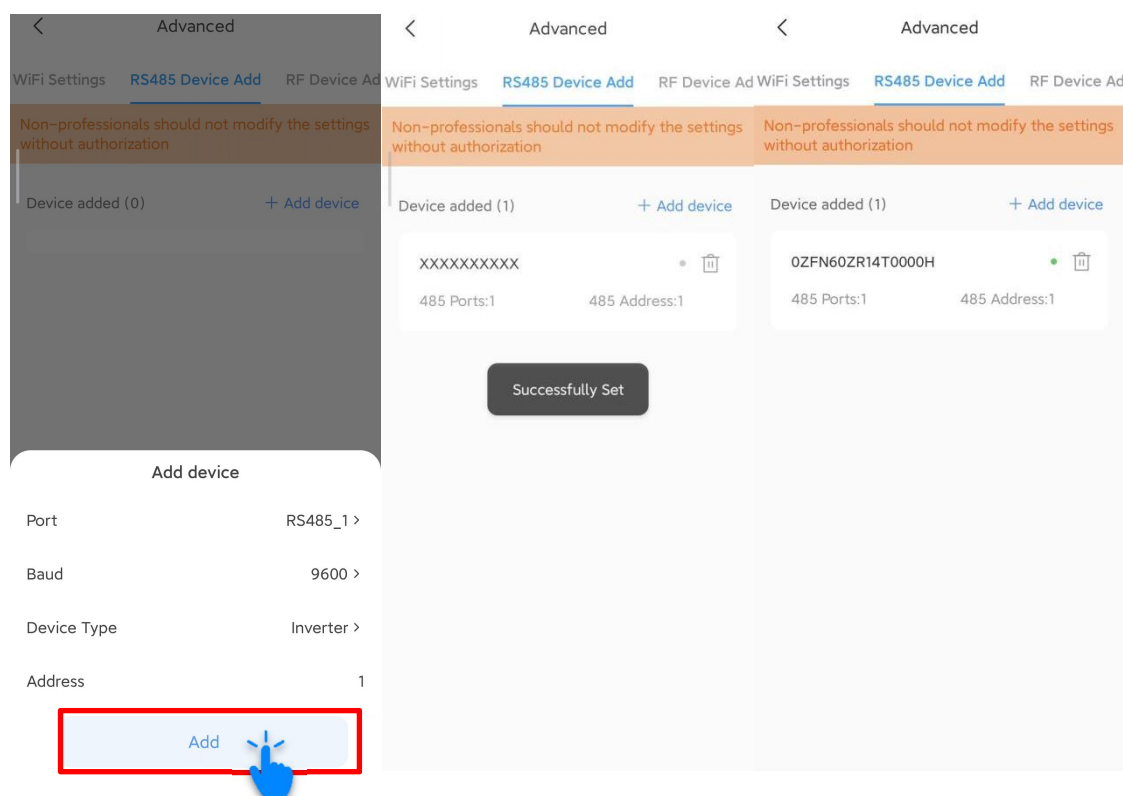 Advanced
WiFi Settings RS485 Device Add RF Device Ad
Non-professionals should not modify the settings
without authorization
Device added (0) + Add device
Add device
Port RS485_1 >
Baud 9600 >
Device Type Inverter >
Address 1
Add
Advanced
WiFi Settings RS485 Device Add RF Device Ad
Non-professionals should not modify the settings
without authorization
Device added (1) + Add device
XXXXXXXXXX
485 Ports:1 485 Address:1
Successfully Set
Advanced
WiFi Settings RS485 Device Add RF Device Ad
Non-professionals should not modify the settings
without authorization
Device added (1) + Add device
0ZFN60ZR14T0000H
485 Ports:1 485 Address:1